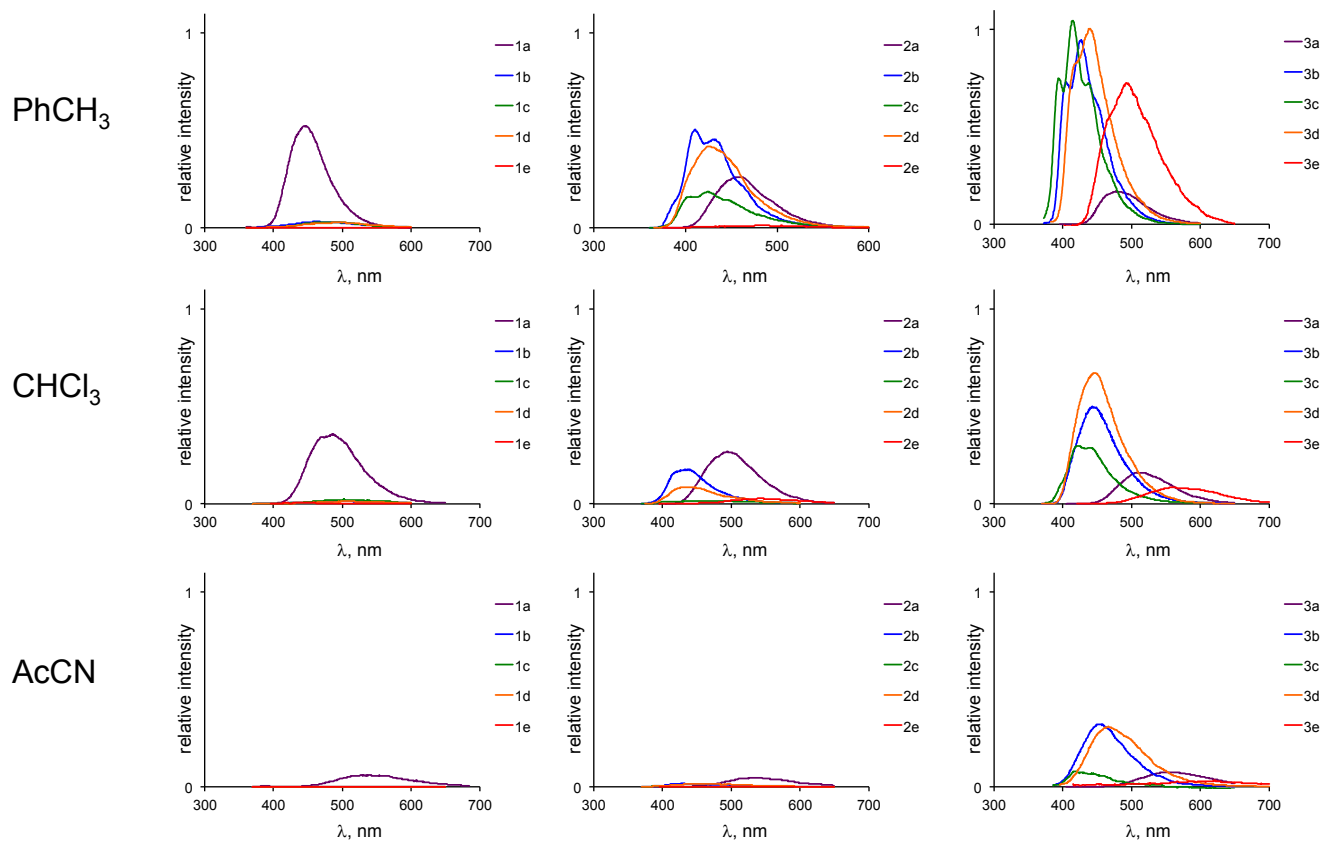 PhCH3
relative intensity
1
0
300 400 500 600 700
λ, nm
1a
1b
1c
1d
1e
relative intensity
1
0
300 400 500 600
λ, nm
2a
2b
2c
2d
2e
relative intensity
1
0
300 400 500 600 700
λ, nm
3a
3b
3c
3d
3e
CHCl3
relative intensity
1
0
300 400 500 600 700
λ, nm
1a
1b
1c
1d
1e
relative intensity
1
0
300 400 500 600 700
λ, nm
2a
2b
2c
2d
2e
relative intensity
1
0
300 400 500 600 700
λ, nm
3a
3b
3c
3d
3e
AcCN
relative intensity
1
0
300 400 500 600 700
λ, nm
1a
1b
1c
1d
1e
relative intensity
1
0
300 400 500 600 700
λ, nm
2a
2b
2c
2d
2e
relative intensity
1
0
300 400 500 600 700
λ, nm
3a
3b
3c
3d
3e